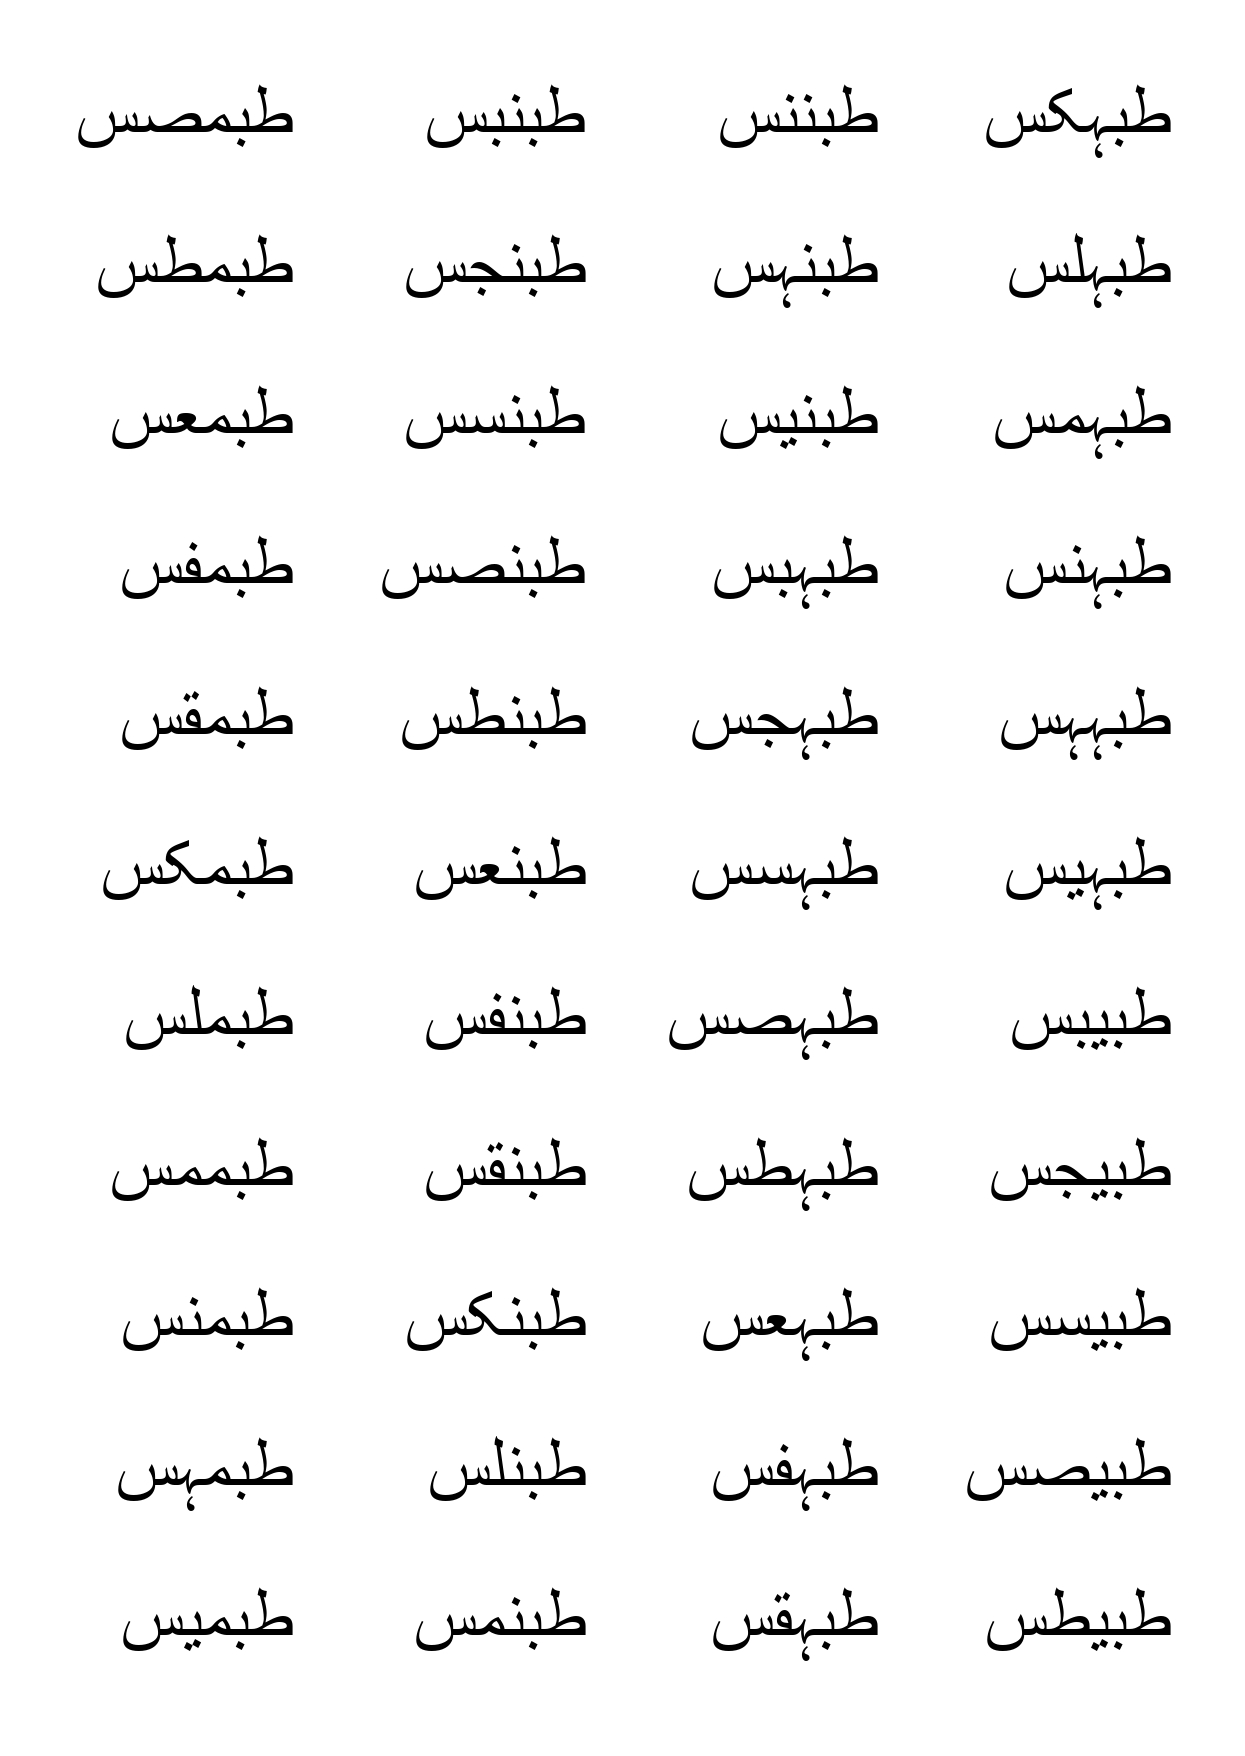 طبہکس طبننس طبنبس طبمصس
طبہلس طبنہس طبنجس طبمطس
طبہمس طبنیس طبنسس طبمعس
طبہنس طبہبس طبنصس طبمفس
طبہہس طبہجس طبنطس طبمقس
طبہیس طبہسس طبنعس طبمکس
طبیبس طبہصس طبنفس طبملس
طبیجس طبہطس طبنقس طبممس
طبیسس طبہعس طبنکس طبمنس
طبیصس طبہفس طبنلس طبمہس
طبیطس طبہقس طبنمس طبمیس